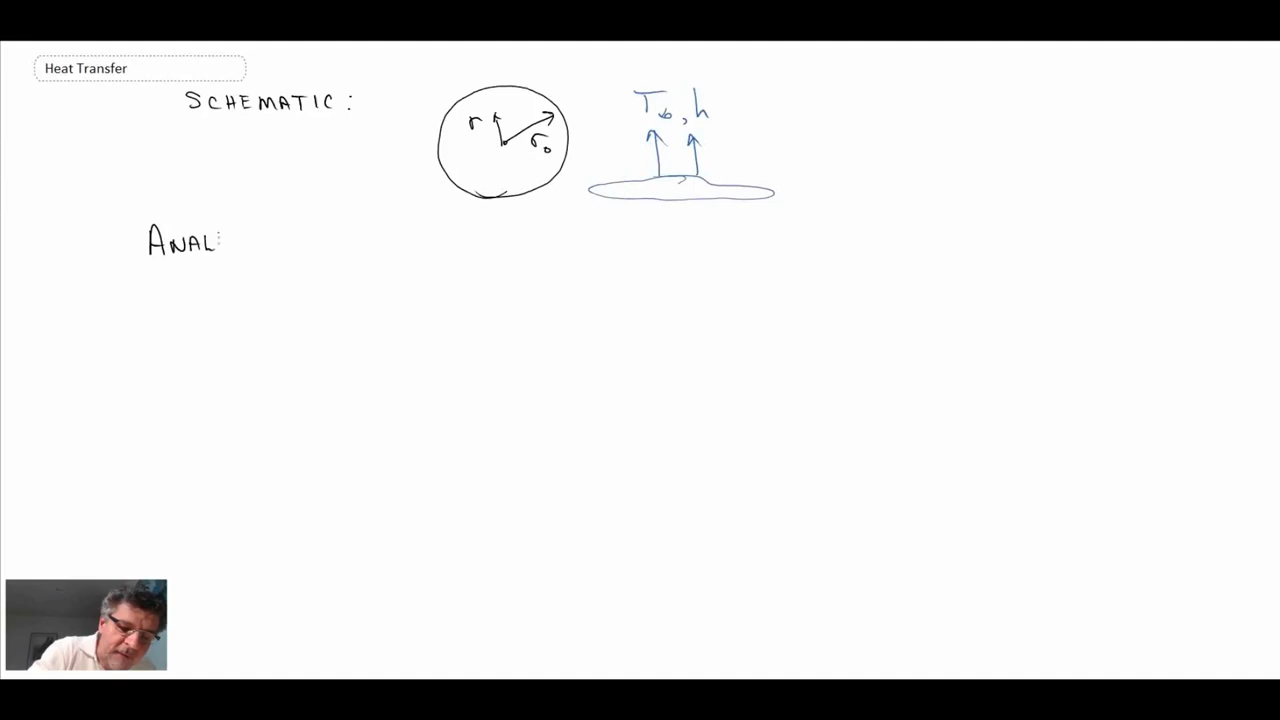 Heat Transfer
SCHEMATIC:
r
r₀
T∞, h
ANAL